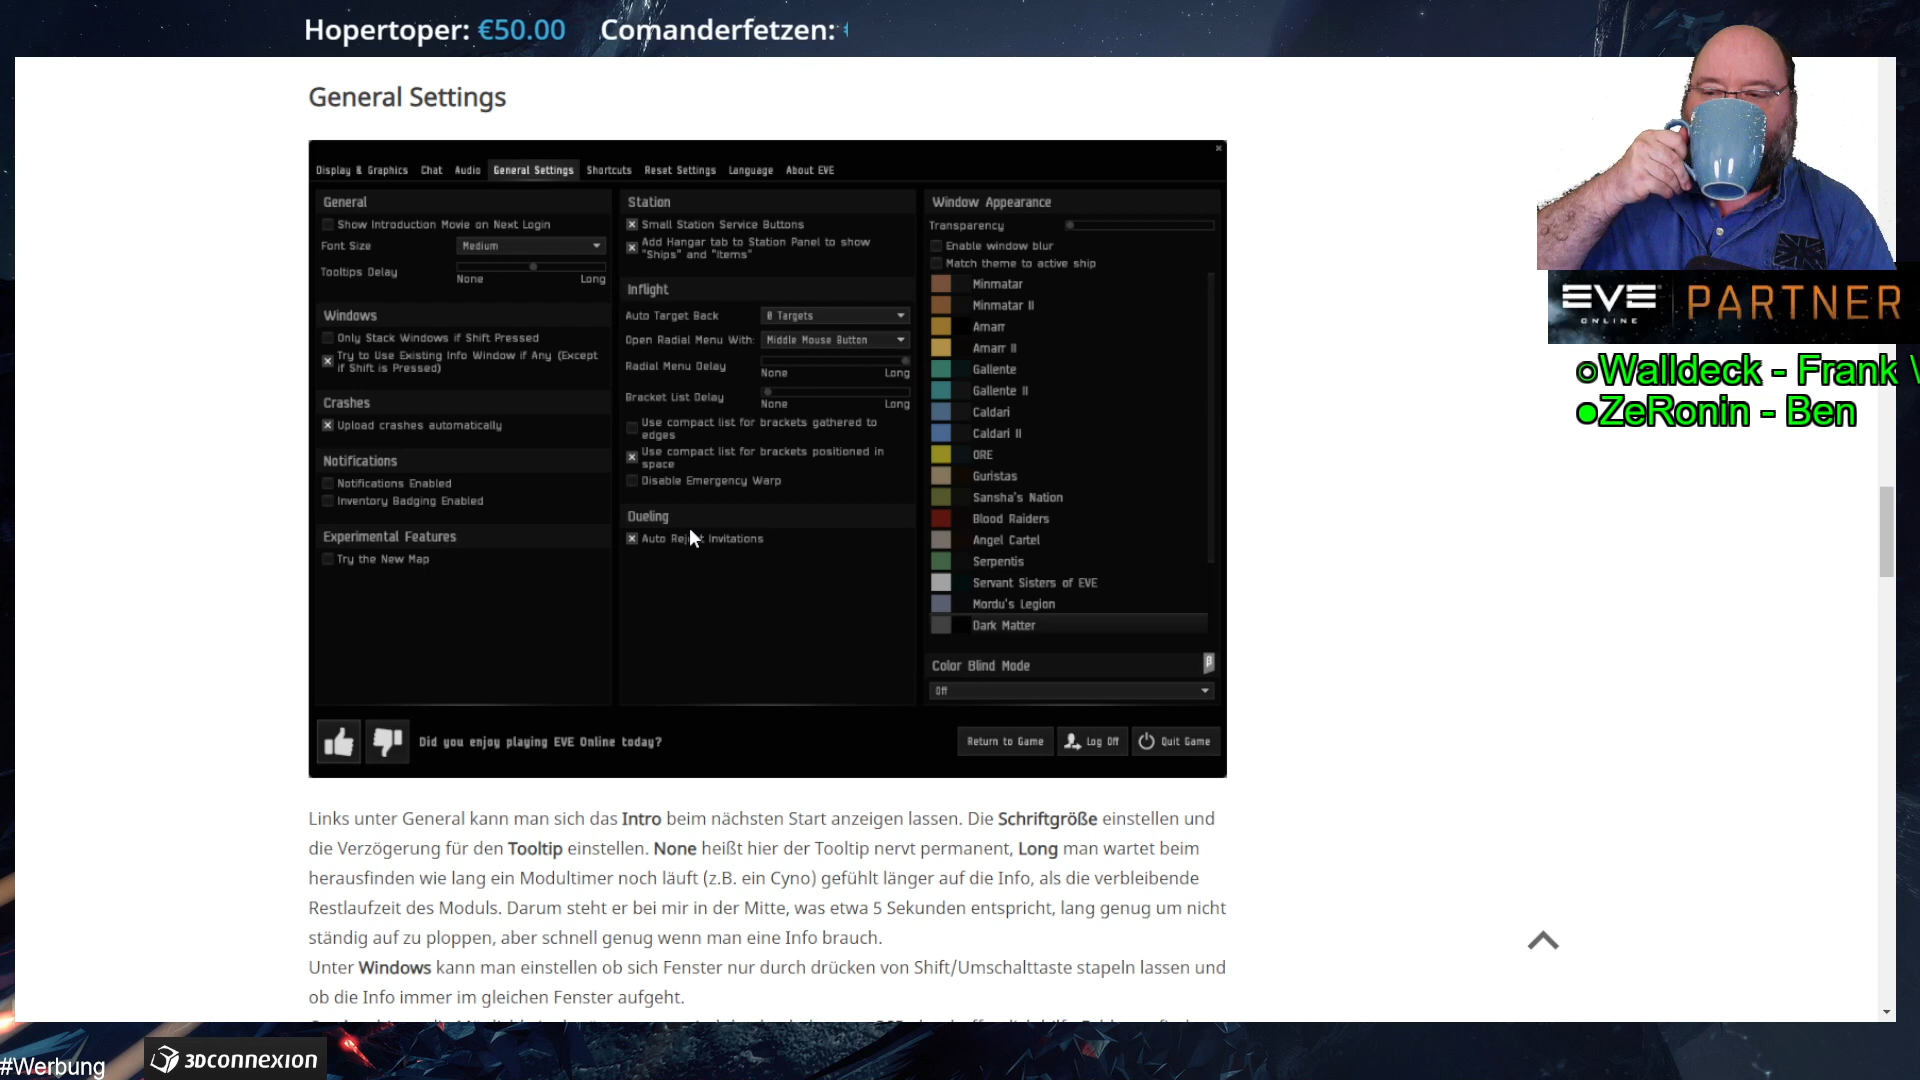 Hopertoper: €50.00 Comanderfetzen:
General Settings
Display & Graphics Chat Audio General Settings Shortcuts Reset Settings Language About EVE
General
Show Introduction Movie on Next Login
Font Size Medium
Tooltips Delay
None Long
Windows
Only Stack Windows if Shift Pressed
Try to Use Existing Info Window if Any (Except
if Shift is Pressed)
Crashes
Upload crashes automatically
Notifications
Notifications Enabled
Inventory Badging Enabled
Experimental Features
Try the New Map
Station
Small Station Service Buttons
Add Hangar tab to Station Panel to show
"Ships" and "Items"
Inflight
Auto Target Back 0 Targets
Open Radial Menu With: Middle Mouse Button
Radial Menu Delay
None Long
Bracket List Delay
None Long
Use compact list for brackets gathered to
edges
Use compact list for brackets positioned in
space
Disable Emergency Warp
Dueling
Auto Reject Invitations
Window Appearance
Transparency
Enable window blur
Match theme to active ship
Minmatar
Minmatar II
Amarr
Amarr II
Gallente
Gallente II
Caldari
Caldari II
ORE
Guristas
Sansha's Nation
Blood Raiders
Angel Cartel
Serpentis
Servant Sisters of EVE
Mordu's Legion
Dark Matter
Color Blind Mode β
Off
Did you enjoy playing EVE Online today?
Return to Game Log Off Quit Game
Links unter General kann man sich das Intro beim nächsten Start anzeigen lassen. Die Schriftgröße einstellen und
die Verzögerung für den Tooltip einstellen. None heißt hier der Tooltip nervt permanent, Long man wartet beim
herausfinden wie lang ein Modultimer noch läuft (z.B. ein Cyno) gefühlt länger auf die Info, als die verbleibende
Restlaufzeit des Moduls. Darum steht er bei mir in der Mitte, was etwa 5 Sekunden entspricht, lang genug um nicht
ständig auf zu ploppen, aber schnell genug wenn man eine Info brauch.
Unter Windows kann man einstellen ob sich Fenster nur durch drücken von Shift/Umschalttaste stapeln lassen und
ob die Info immer im gleichen Fenster aufgeht.
EVE ONLINE PARTNER
Walldeck - Frank
ZeRonin - Ben
#Werbung 3DCONNEXION